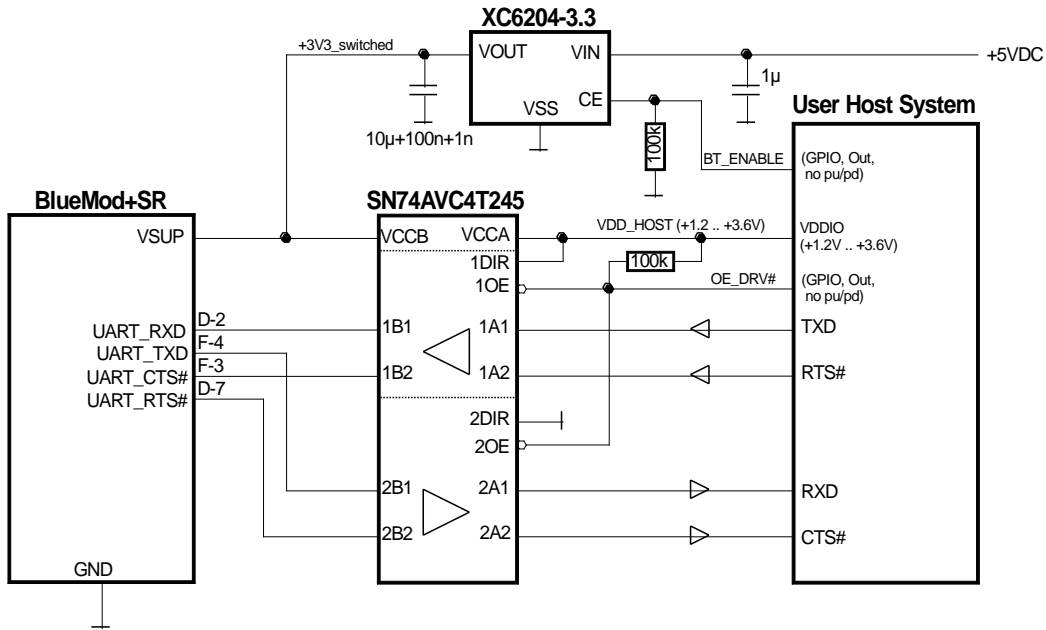 XC6204-3.3
+3V3_switched
VOUT
VIN
+5VDC
1µ
CE
VSS
10µ+100n+1n
100k
User Host System
BT_ENABLE
(GPIO, Out,
no pu/pd)
BlueMod+SR
SN74AVC4T245
VSUP
VCCB
VCCA
VDD_HOST (+1.2 .. +3.6V)
VDDIO
(+1.2V .. +3.6V)
1DIR
100k
1OE
OE_DRV#
(GPIO, Out,
no pu/pd)
UART_RXD
D-2
1B1
1A1
TXD
UART_TXD
F-4
UART_CTS#
F-3
1B2
1A2
RTS#
UART_RTS#
D-7
2DIR
2OE
2B1
2A1
RXD
2B2
2A2
CTS#
GND